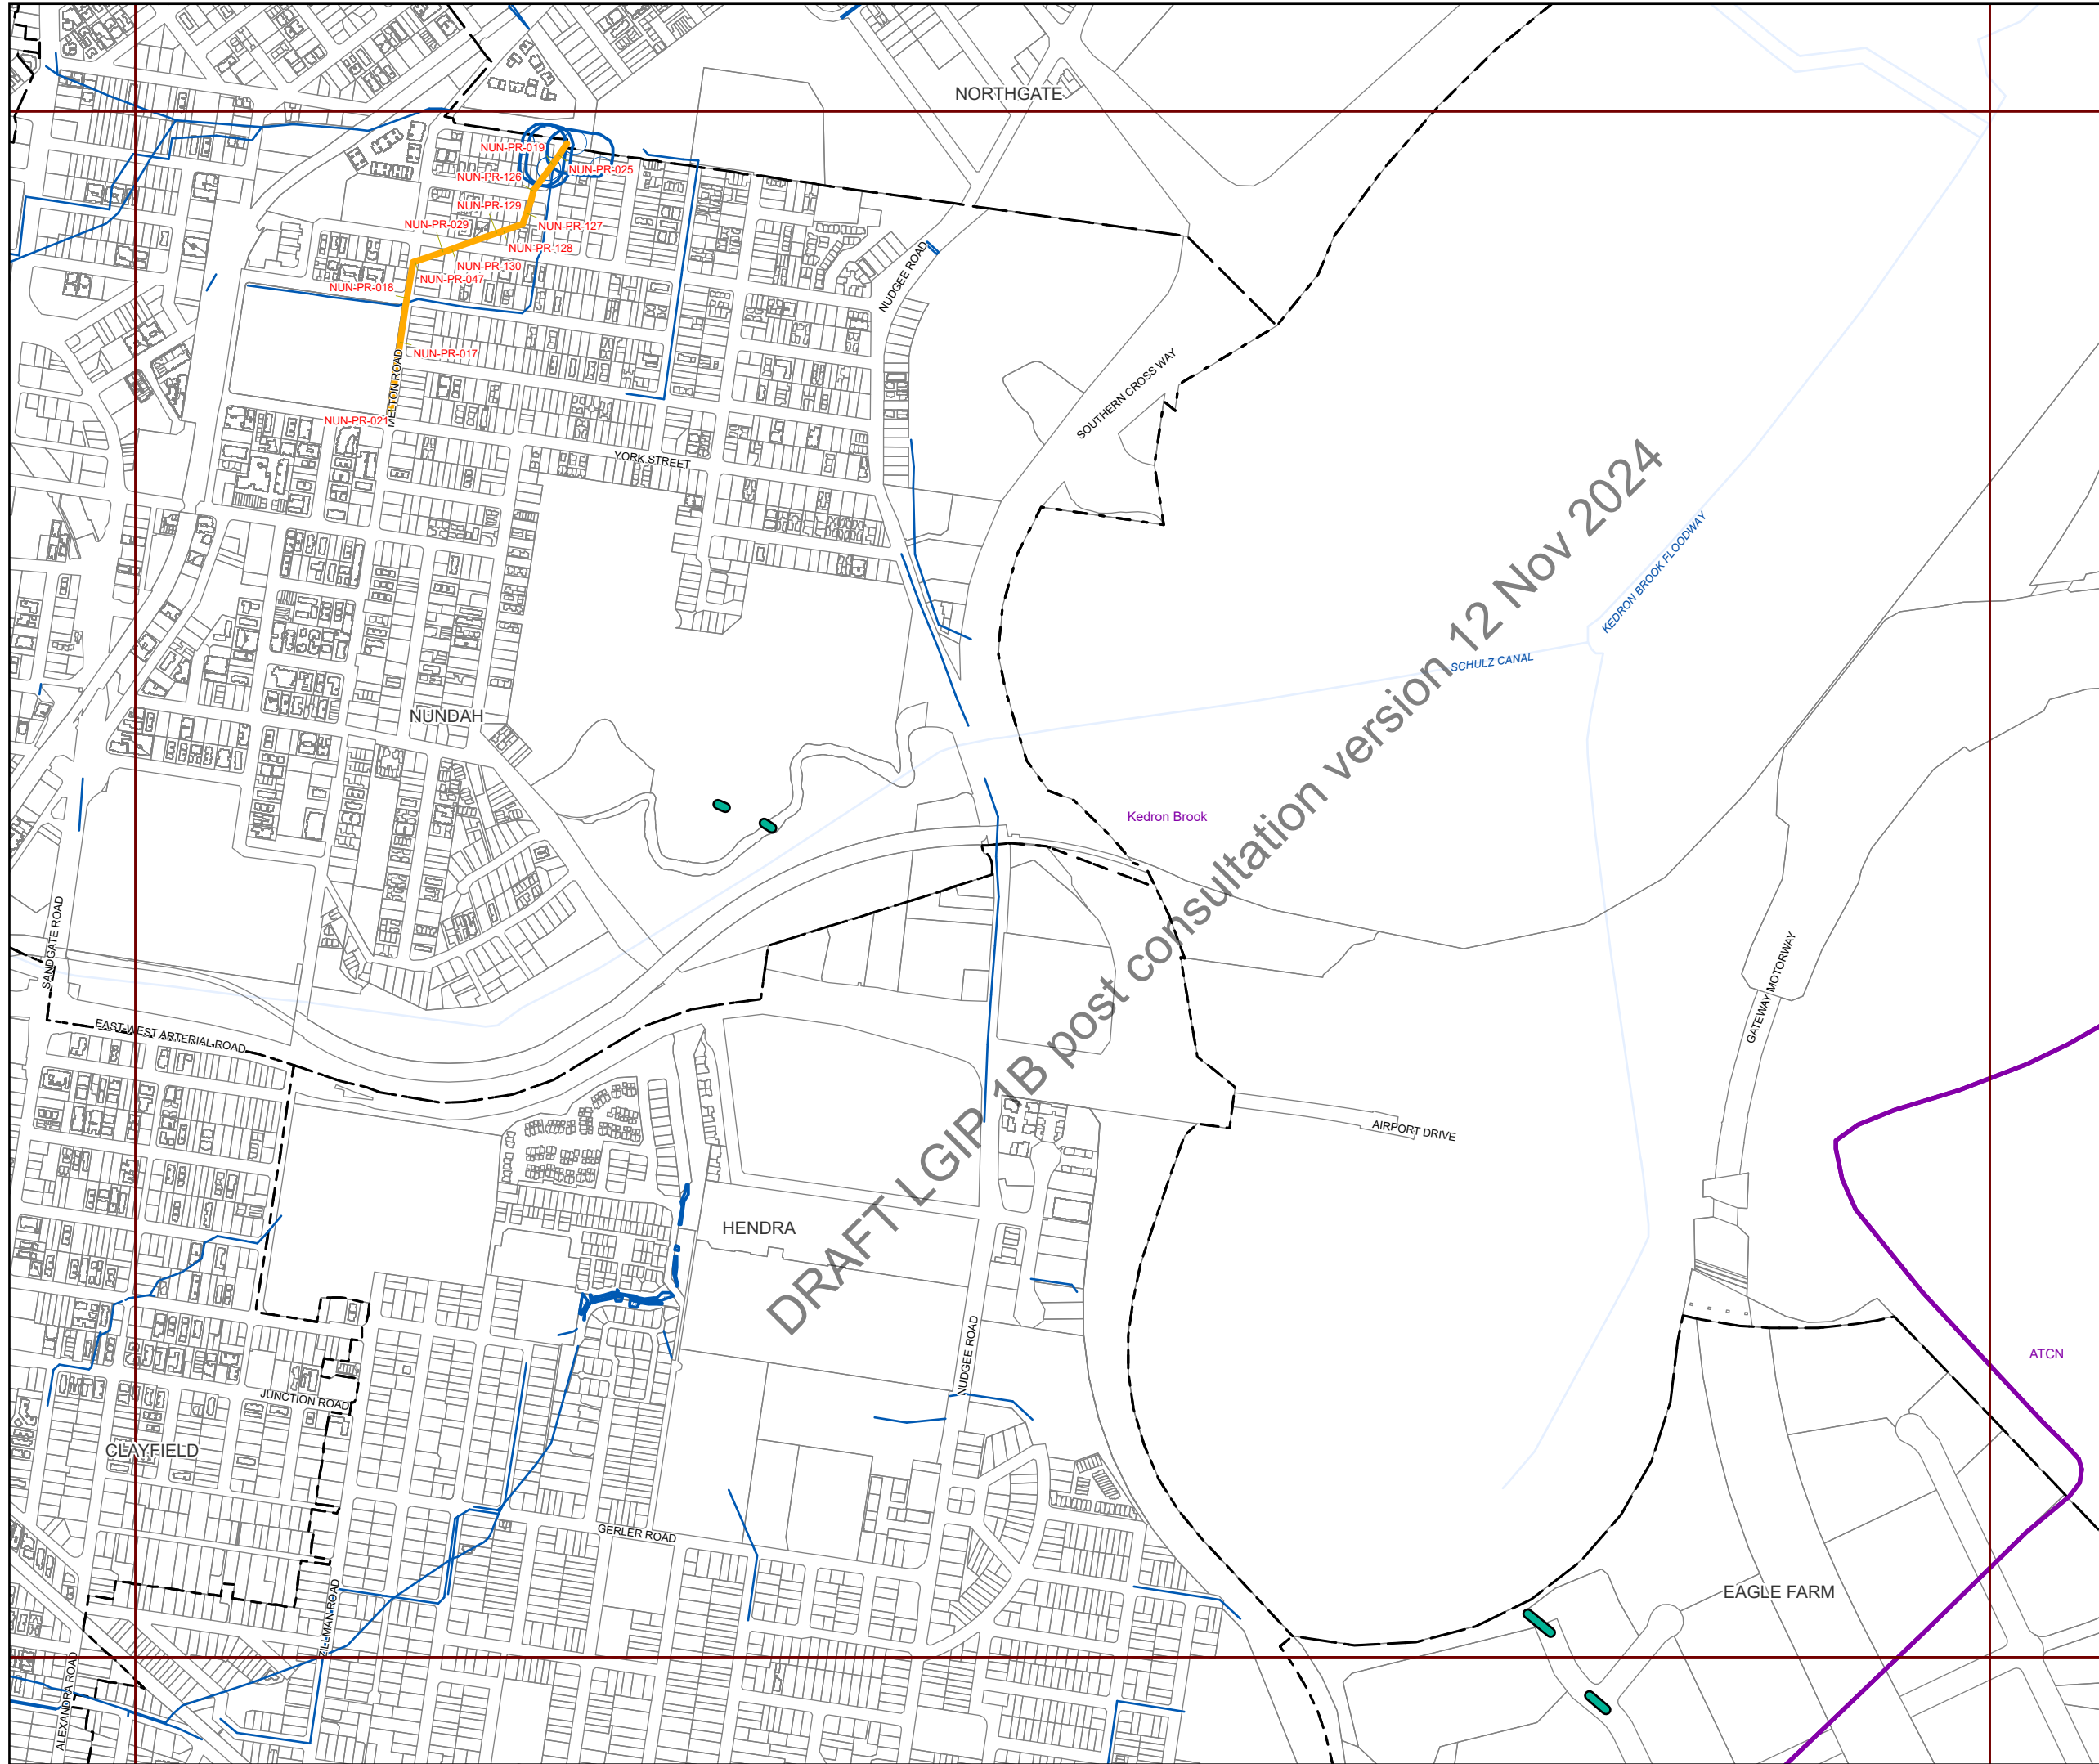 NORTHGATE
NUN-PR-019
NUN-PR-025
NUN-PR-126
NUN-PR-129
NUN-PR-029
NUN-PR-127
NUN-PR-128
NUN-PR-130
NUN-PR-047
NUN-PR-018
NUDGEE ROAD
NUN-PR-017
MELTON ROAD
SOUTHERN CROSS WAY
NUN-PR-021
YORK STREET
KEDRON BROOK FLOODWAY
SCHULZ CANAL
NUNDAH
Kedron Brook
SANDGATE ROAD
GATEWAY MOTORWAY
EAST-WEST ARTERIAL ROAD
AIRPORT DRIVE
DRAFT LGIP 1B post consultation version 12 Nov 2024
HENDRA
NUDGEE ROAD
ATCN
JUNCTION ROAD
CLAYFIELD
GERLER ROAD
EAGLE FARM
ZILLMAN ROAD
ALEXANDRA ROAD